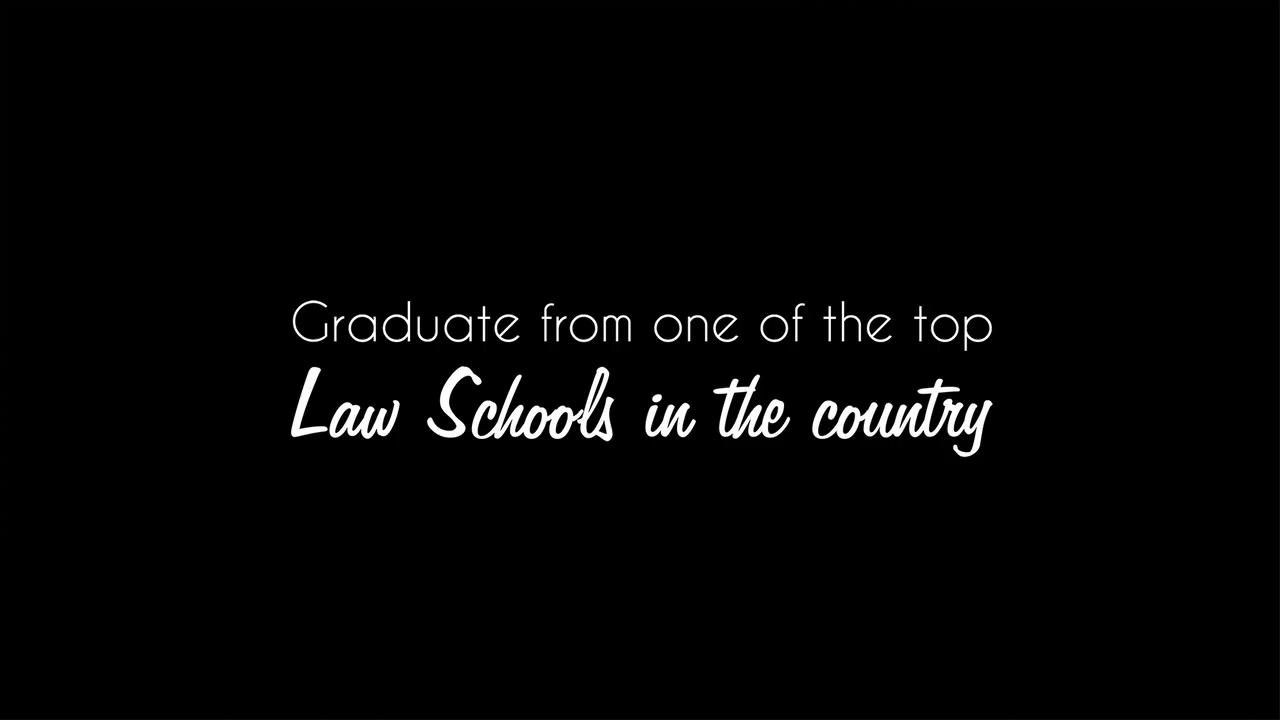 Graduate from one of the top
Law Schools in the country